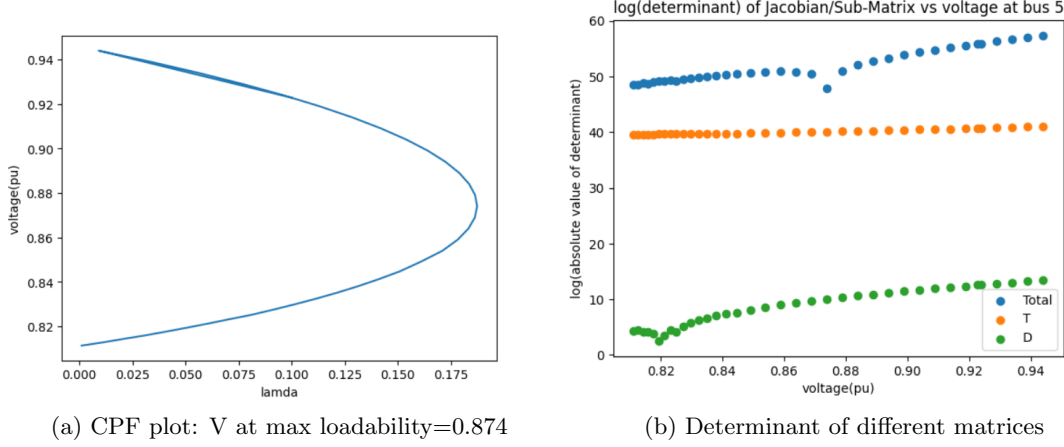 0.94
0.92
0.90
0.88
0.86
0.84
0.82
voltage(pu)
0.000 0.025 0.050 0.075 0.100 0.125 0.150 0.175
lamda
(a) CPF plot: V at max loadability=0.874
log(determinant) of Jacobian/Sub-Matrix vs voltage at bus 5
60
50
40
30
20
10
0
log(absolute value of determinant)
Total
T
D
0.82 0.84 0.86 0.88 0.90 0.92 0.94
voltage(pu)
(b) Determinant of different matrices